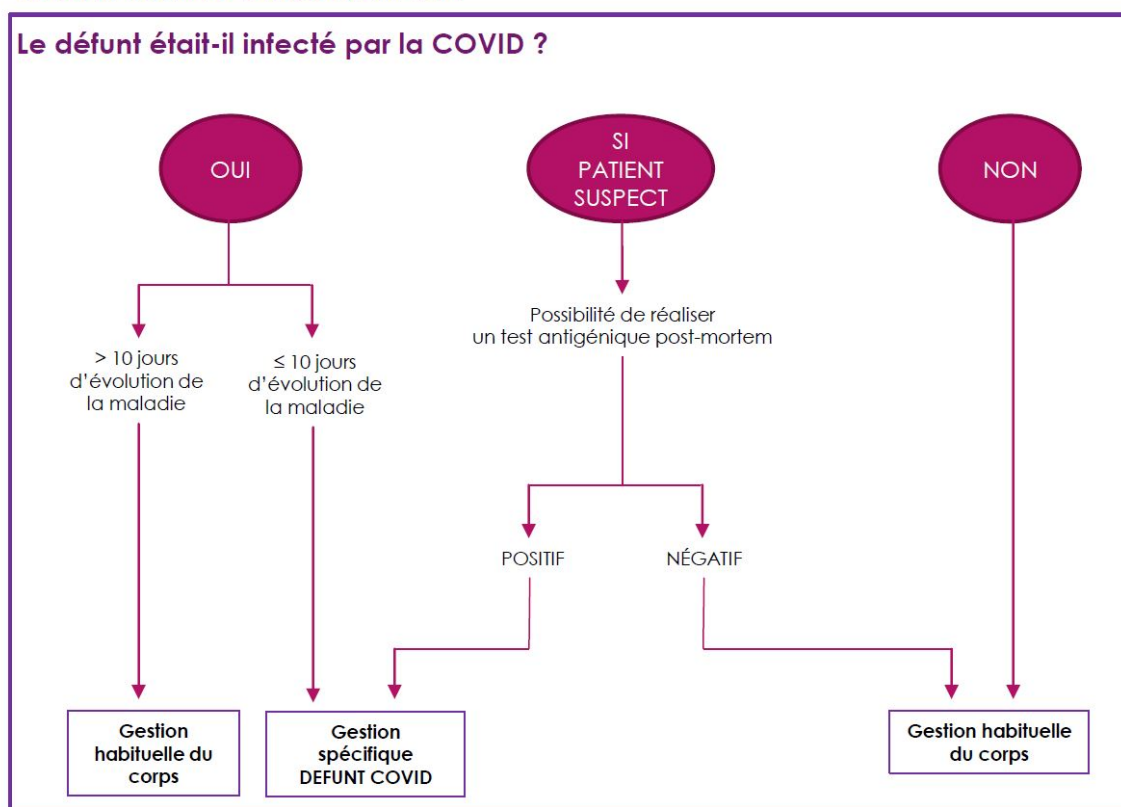 Le défunt était-il infecté par la COVID ?
OUI
SI
PATIENT
SUSPECT
NON
> 10 jours
d'évolution de
la maladie
≤ 10 jours
d'évolution de
la maladie
Possibilité de réaliser
un test antigénique post-mortem
POSITIF
NÉGATIF
Gestion
habituelle du
corps
Gestion
spécifique
DEFUNT COVID
Gestion habituelle
du corps